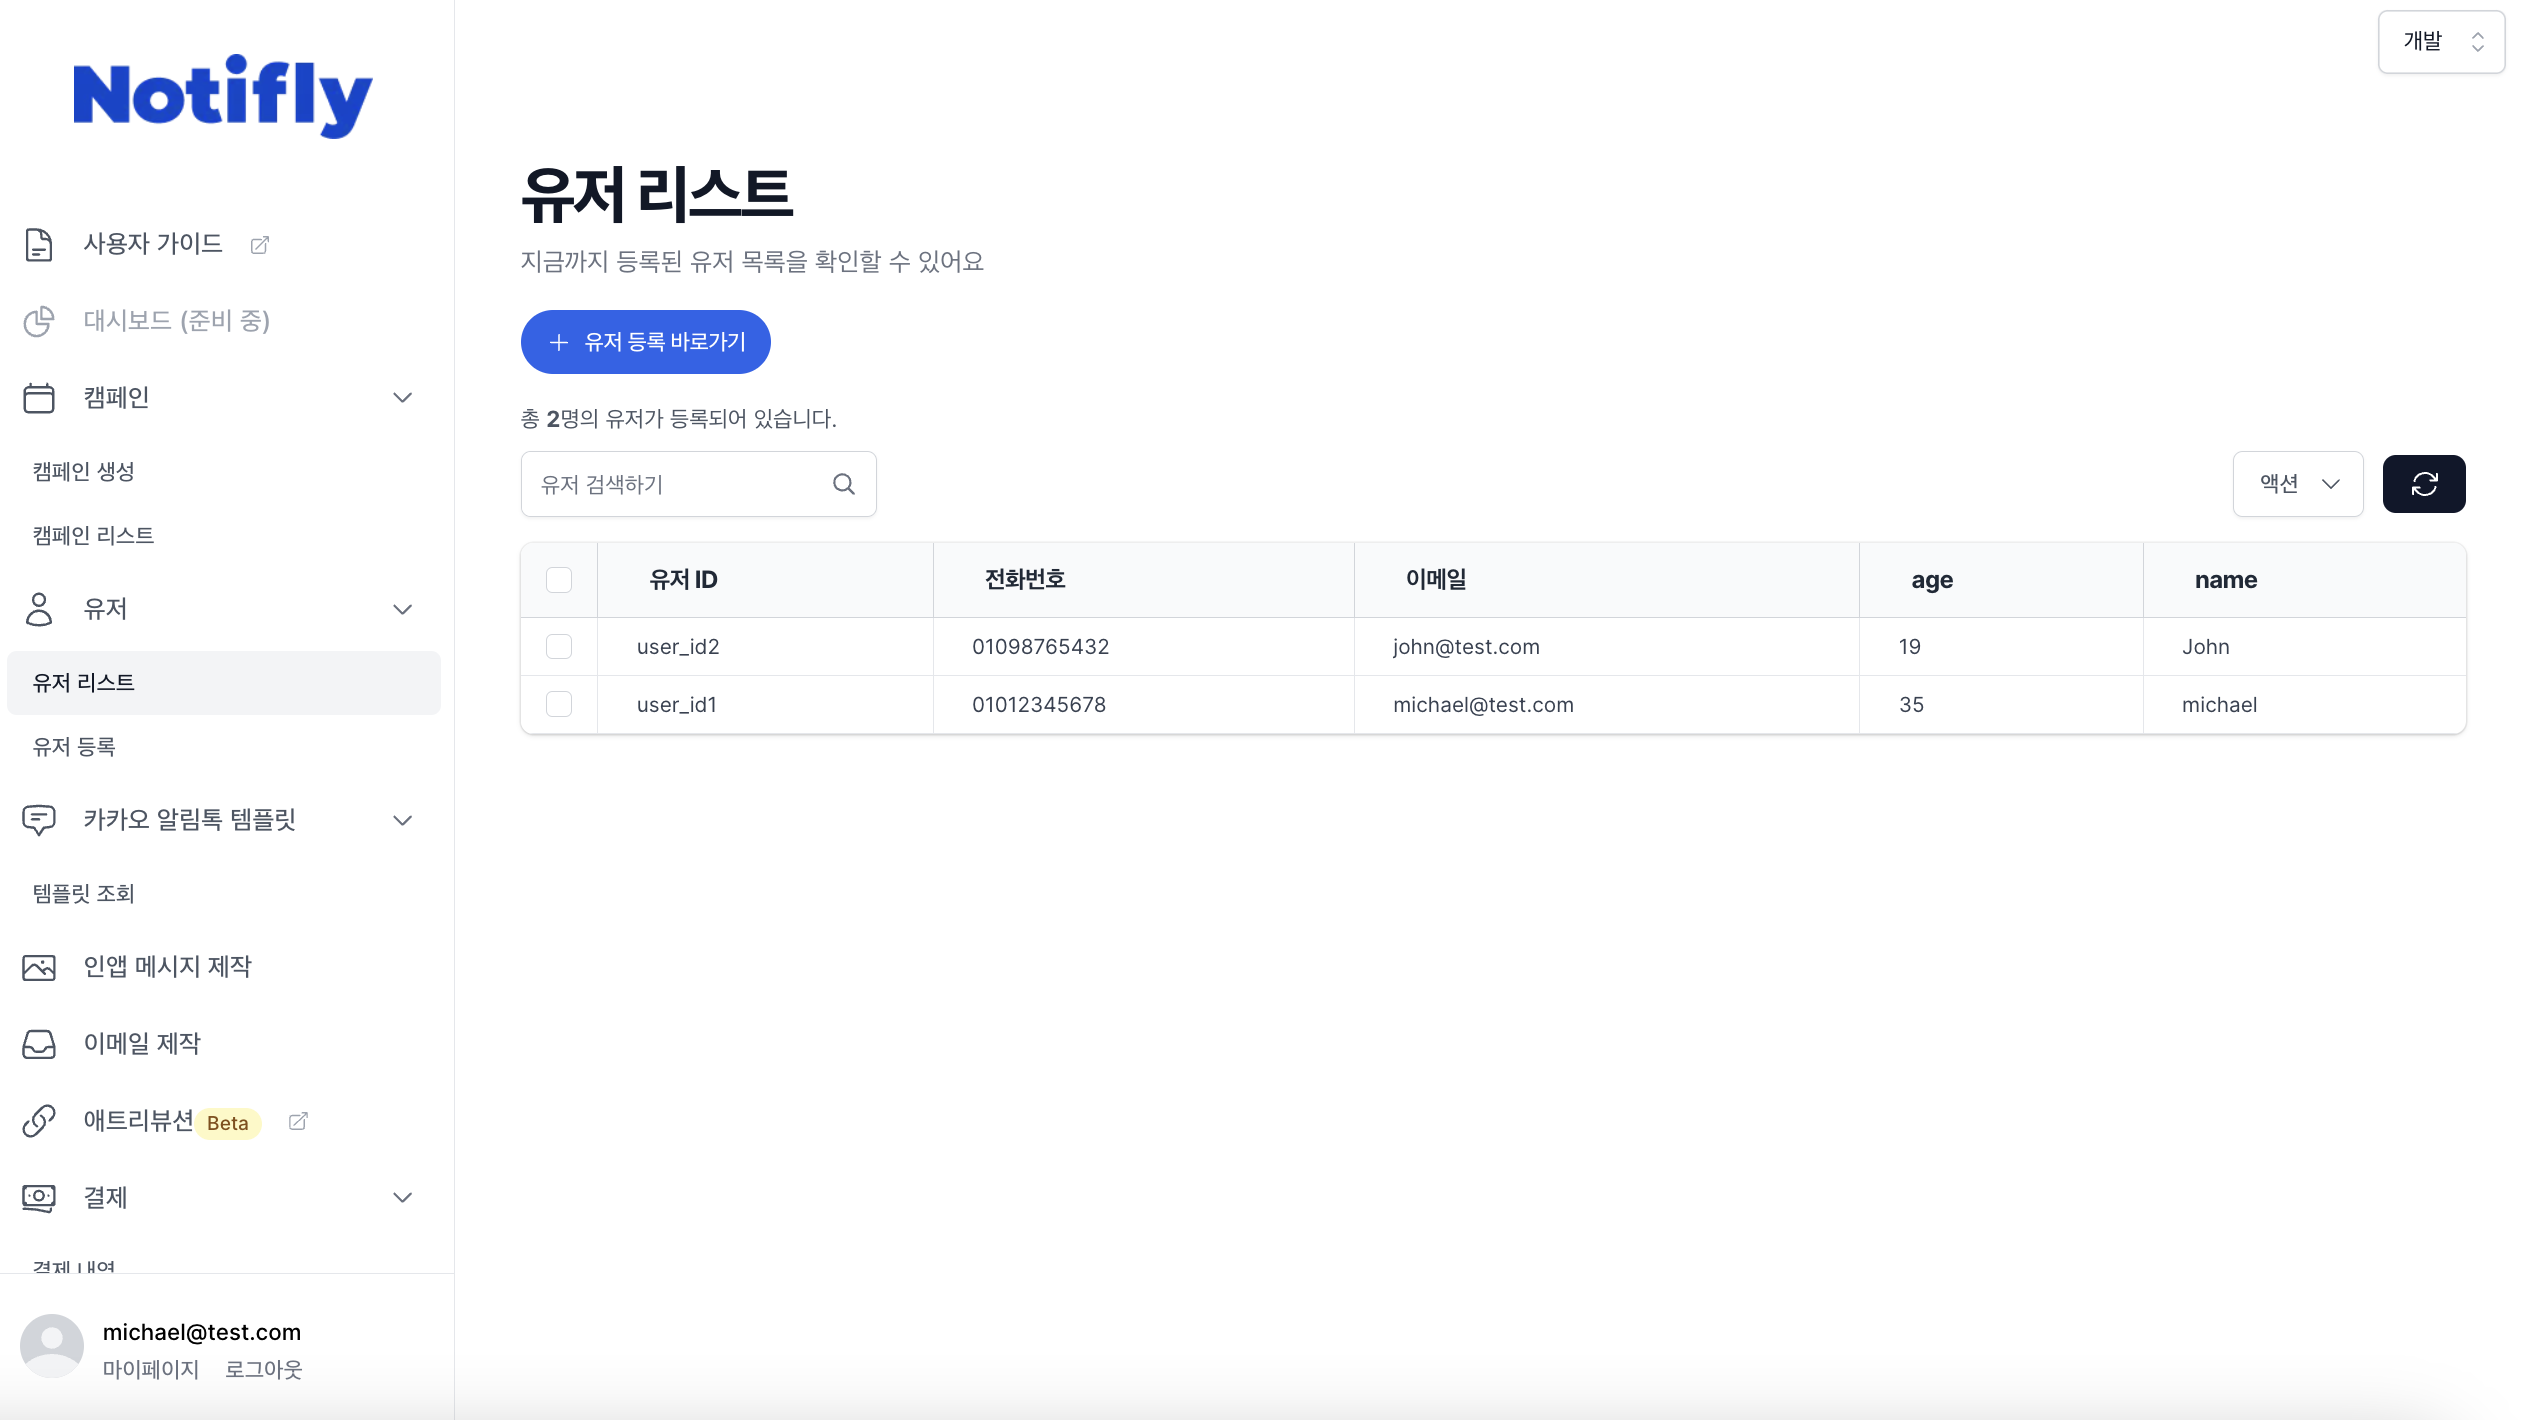 Notifly
사용자 가이드
대시보드 (준비 중)
캠페인
캠페인 생성
캠페인 리스트
유저
유저 리스트
유저 등록
카카오 알림톡 템플릿
템플릿 조회
인앱 메시지 제작
이메일 제작
애트리뷰션 Beta
결제
결제 내역
michael@test.com
마이페이지 로그아웃
개발
유저 리스트
지금까지 등록된 유저 목록을 확인할 수 있어요
유저 등록 바로가기
총 2명의 유저가 등록되어 있습니다.
유저 검색하기
액션
유저 ID 전화번호 이메일 age name
user_id2 01098765432 john@test.com 19 John
user_id1 01012345678 michael@test.com 35 michael